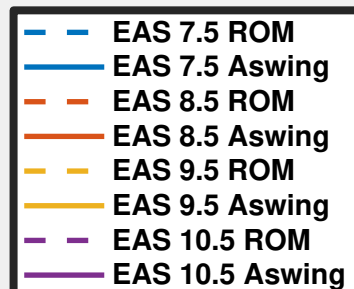 EAS 7.5 ROM
EAS 7.5 Aswing
EAS 8.5 ROM
EAS 8.5 Aswing
EAS 9.5 ROM
EAS 9.5 Aswing
EAS 10.5 ROM
EAS 10.5 Aswing